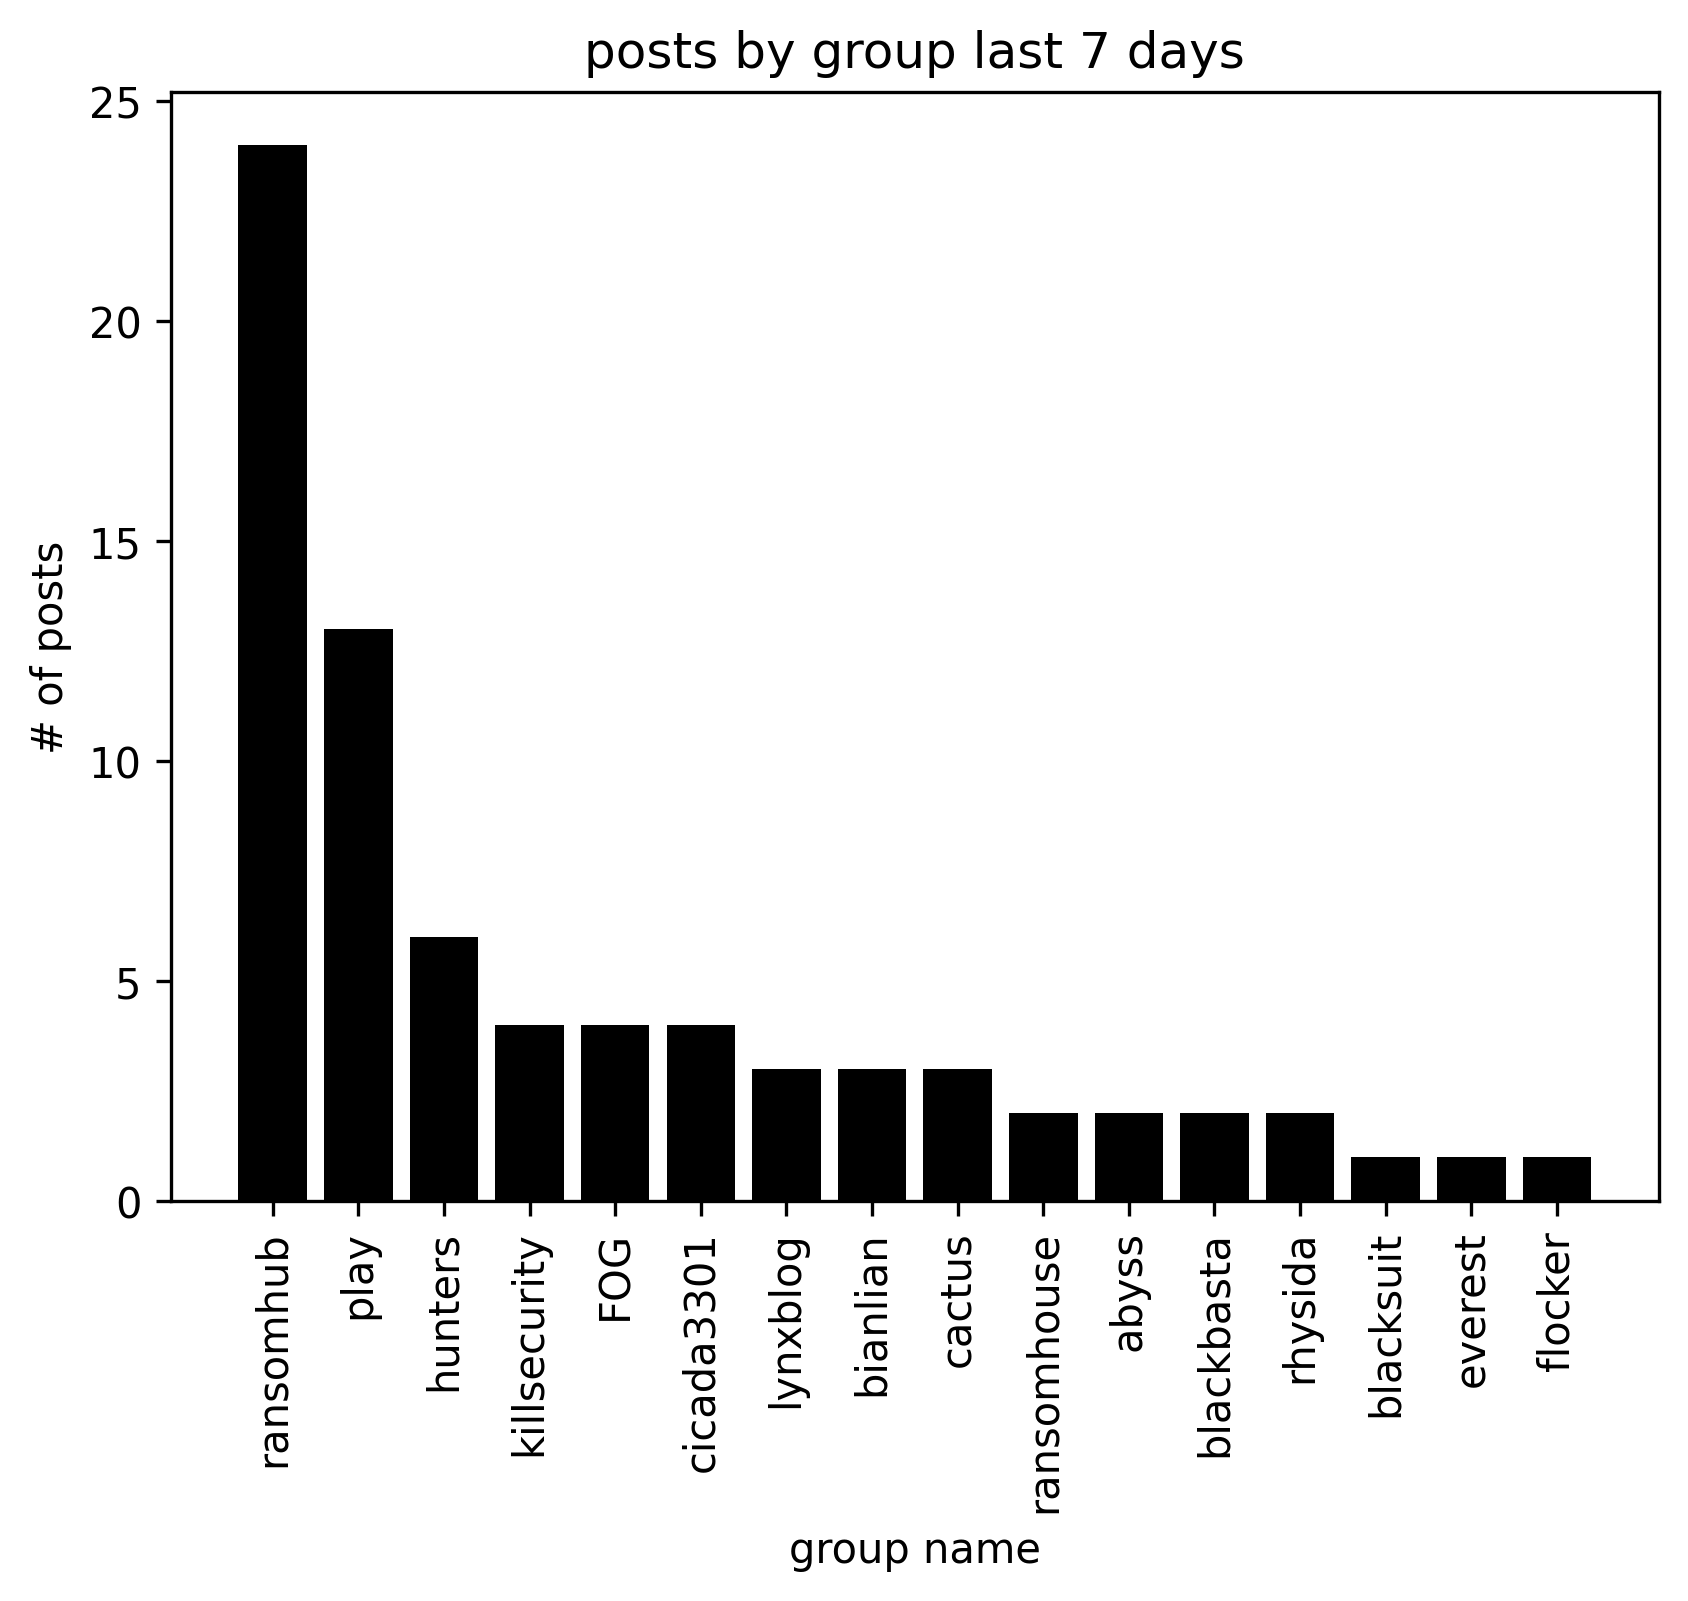 posts by group last 7 days
# of posts
25
20
15
10
5
0
ransomhub
play
hunters
killsecurity
FOG
cicada3301
lynxblog
bianlian
cactus
ransomhouse
abyss
blackbasta
rhysida
blacksuit
everest
flocker
group name